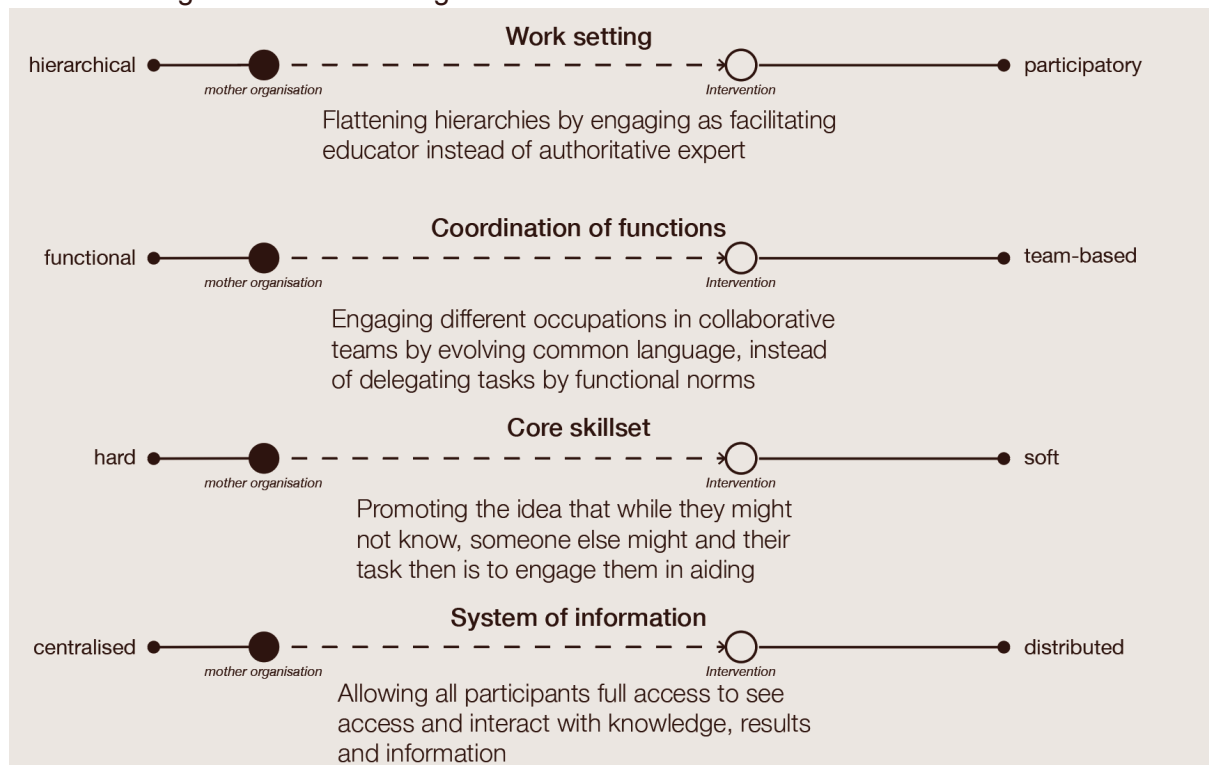 Work setting
hierarchical participatory
mother organisation Intervention
Flattening hierarchies by engaging as facilitating
educator instead of authoritative expert
Coordination of functions
functional team-based
mother organisation Intervention
Engaging different occupations in collaborative
teams by evolving common language, instead
of delegating tasks by functional norms
Core skillset
hard soft
mother organisation Intervention
Promoting the idea that while they might
not know, someone else might and their
task then is to engage them in aiding
System of information
centralised distributed
mother organisation Intervention
Allowing all participants full access to see
access and interact with knowledge, results
and information